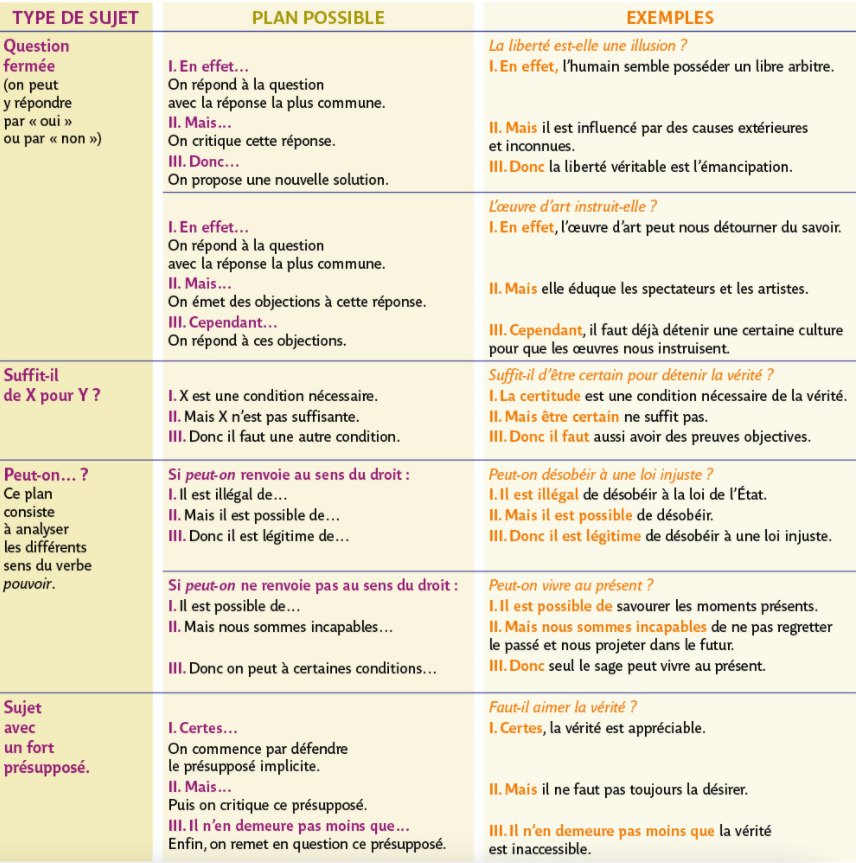 TYPE DE SUJET
PLAN POSSIBLE
EXEMPLES
Question
fermée
(on peut
y répondre
par « oui »
ou par « non »)
I. En effet…
On répond à la question
avec la réponse la plus commune.
II. Mais…
On critique cette réponse.
III. Donc…
On propose une nouvelle solution.
La liberté est-elle une illusion ?
I. En effet, l’humain semble posséder un libre arbitre.
II. Mais il est influencé par des causes extérieures
et inconnues.
III. Donc la liberté véritable est l’émancipation.
I. En effet…
On répond à la question
avec la réponse la plus commune.
II. Mais…
On émet des objections à cette réponse.
III. Cependant…
On répond à ces objections.
L’œuvre d’art instruit-elle ?
I. En effet, l’œuvre d’art peut nous détourner du savoir.
II. Mais elle éduque les spectateurs et les artistes.
III. Cependant, il faut déjà détenir une certaine culture
pour que les œuvres nous instruisent.
Suffit-il
de X pour Y ?
I. X est une condition nécessaire.
II. Mais X n’est pas suffisante.
III. Donc il faut une autre condition.
Suffit-il d’être certain pour détenir la vérité ?
I. La certitude est une condition nécessaire de la vérité.
II. Mais être certain ne suffit pas.
III. Donc il faut aussi avoir des preuves objectives.
Peut-on… ?
Ce plan
consiste
à analyser
les différents
sens du verbe
pouvoir.
Si peut-on renvoie au sens du droit :
I. Il est illégal de…
II. Mais il est possible de…
III. Donc il est légitime de…
Peut-on désobéir à une loi injuste ?
I. Il est illégal de désobéir à la loi de l’État.
II. Mais il est possible de désobéir.
III. Donc il est légitime de désobéir à une loi injuste.
Si peut-on ne renvoie pas au sens du droit :
I. Il est possible de…
II. Mais nous sommes incapables…
III. Donc on peut à certaines conditions…
Peut-on vivre au présent ?
I. Il est possible de savourer les moments présents.
II. Mais nous sommes incapables de ne pas regretter
le passé et nous projeter dans le futur.
III. Donc seul le sage peut vivre au présent.
Sujet
avec
un fort
présupposé.
I. Certes…
On commence par défendre
le présupposé implicite.
II. Mais…
Puis on critique ce présupposé.
III. Il n’en demeure pas moins que…
Enfin, on remet en question ce présupposé.
Faut-il aimer la vérité ?
I. Certes, la vérité est appréciable.
II. Mais il ne faut pas toujours la désirer.
III. Il n’en demeure pas moins que la vérité
est inaccessible.